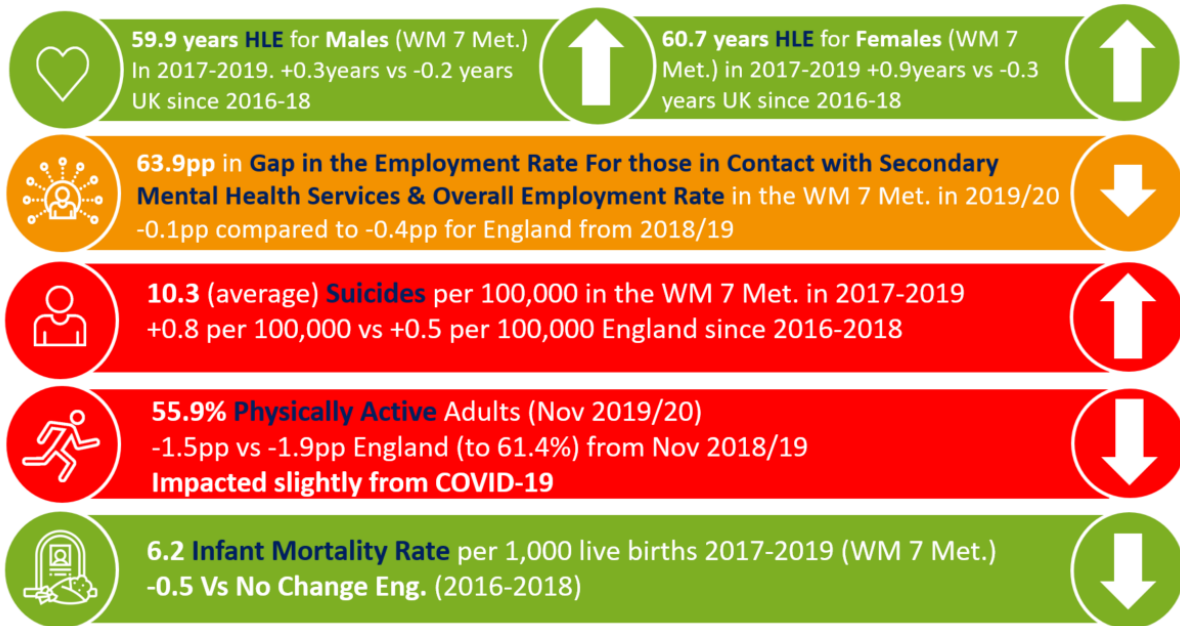 59.9 years HLE for Males (WM 7 Met.)
In 2017-2019. +0.3years vs -0.2 years
UK since 2016-18
60.7 years HLE for Females (WM 7
Met.) in 2017-2019 +0.9years vs -0.3
years UK since 2016-18
63.9pp in Gap in the Employment Rate For those in Contact with Secondary
Mental Health Services & Overall Employment Rate in the WM 7 Met. in 2019/20
-0.1pp compared to -0.4pp for England from 2018/19
10.3 (average) Suicides per 100,000 in the WM 7 Met. in 2017-2019
+0.8 per 100,000 vs +0.5 per 100,000 England since 2016-2018
55.9% Physically Active Adults (Nov 2019/20)
-1.5pp vs -1.9pp England (to 61.4%) from Nov 2018/19
Impacted slightly from COVID-19
6.2 Infant Mortality Rate per 1,000 live births 2017-2019 (WM 7 Met.)
-0.5 Vs No Change Eng. (2016-2018)